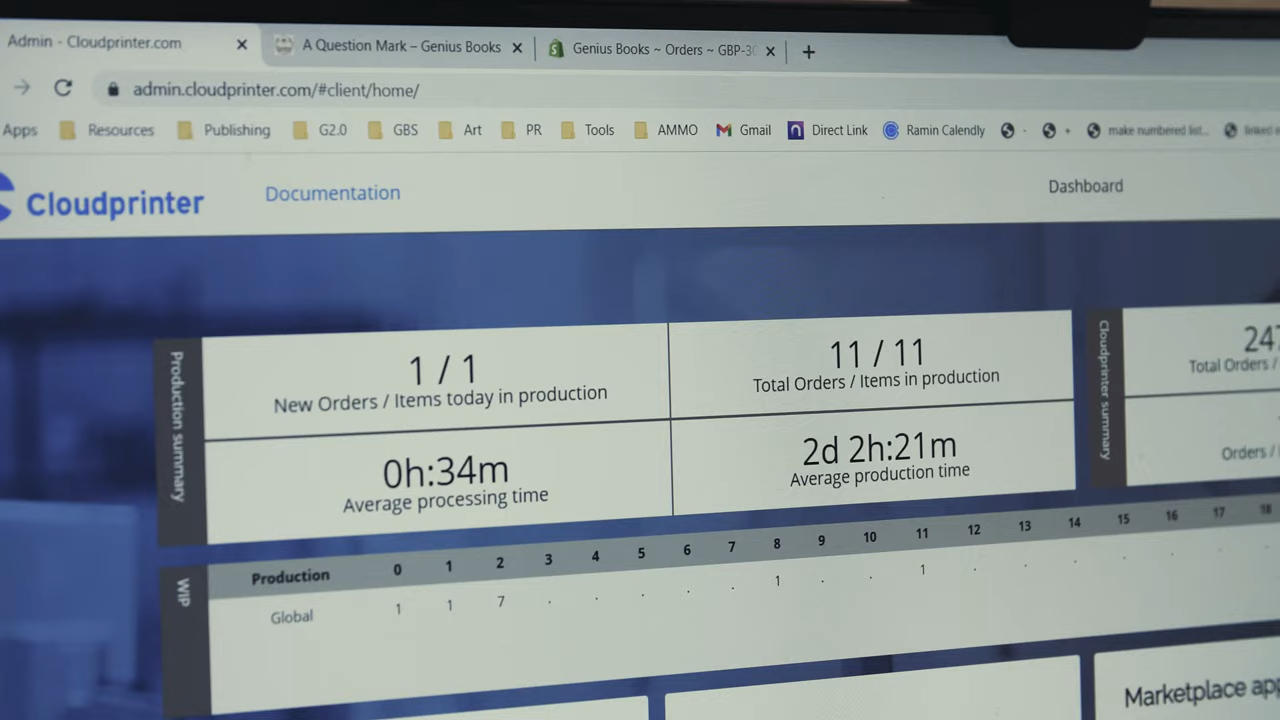 Admin - Cloudprinter.com
A Question Mark – Genius Books
Genius Books ~ Orders ~ GBP-30
admin.cloudprinter.com/#client/home/
Apps Resources Publishing G2.0 GBS Art PR Tools AMMO Gmail Direct Link Ramin Calendly make numbered list...
Cloudprinter Documentation Dashboard
Production summary
1 / 1
New Orders / Items today in production
11 / 11
Total Orders / Items in production
0h:34m
Average processing time
2d 2h:21m
Average production time
Cloudprinter summary
247
Total Orders /
Orders /
WIP
Production 0 1 2 3 4 5 6 7 8 9 10 11 12 13 14 15 16 17 18
Global 1 1 7 . . . . . 1 . . 1 . . . . . . .
Marketplace app